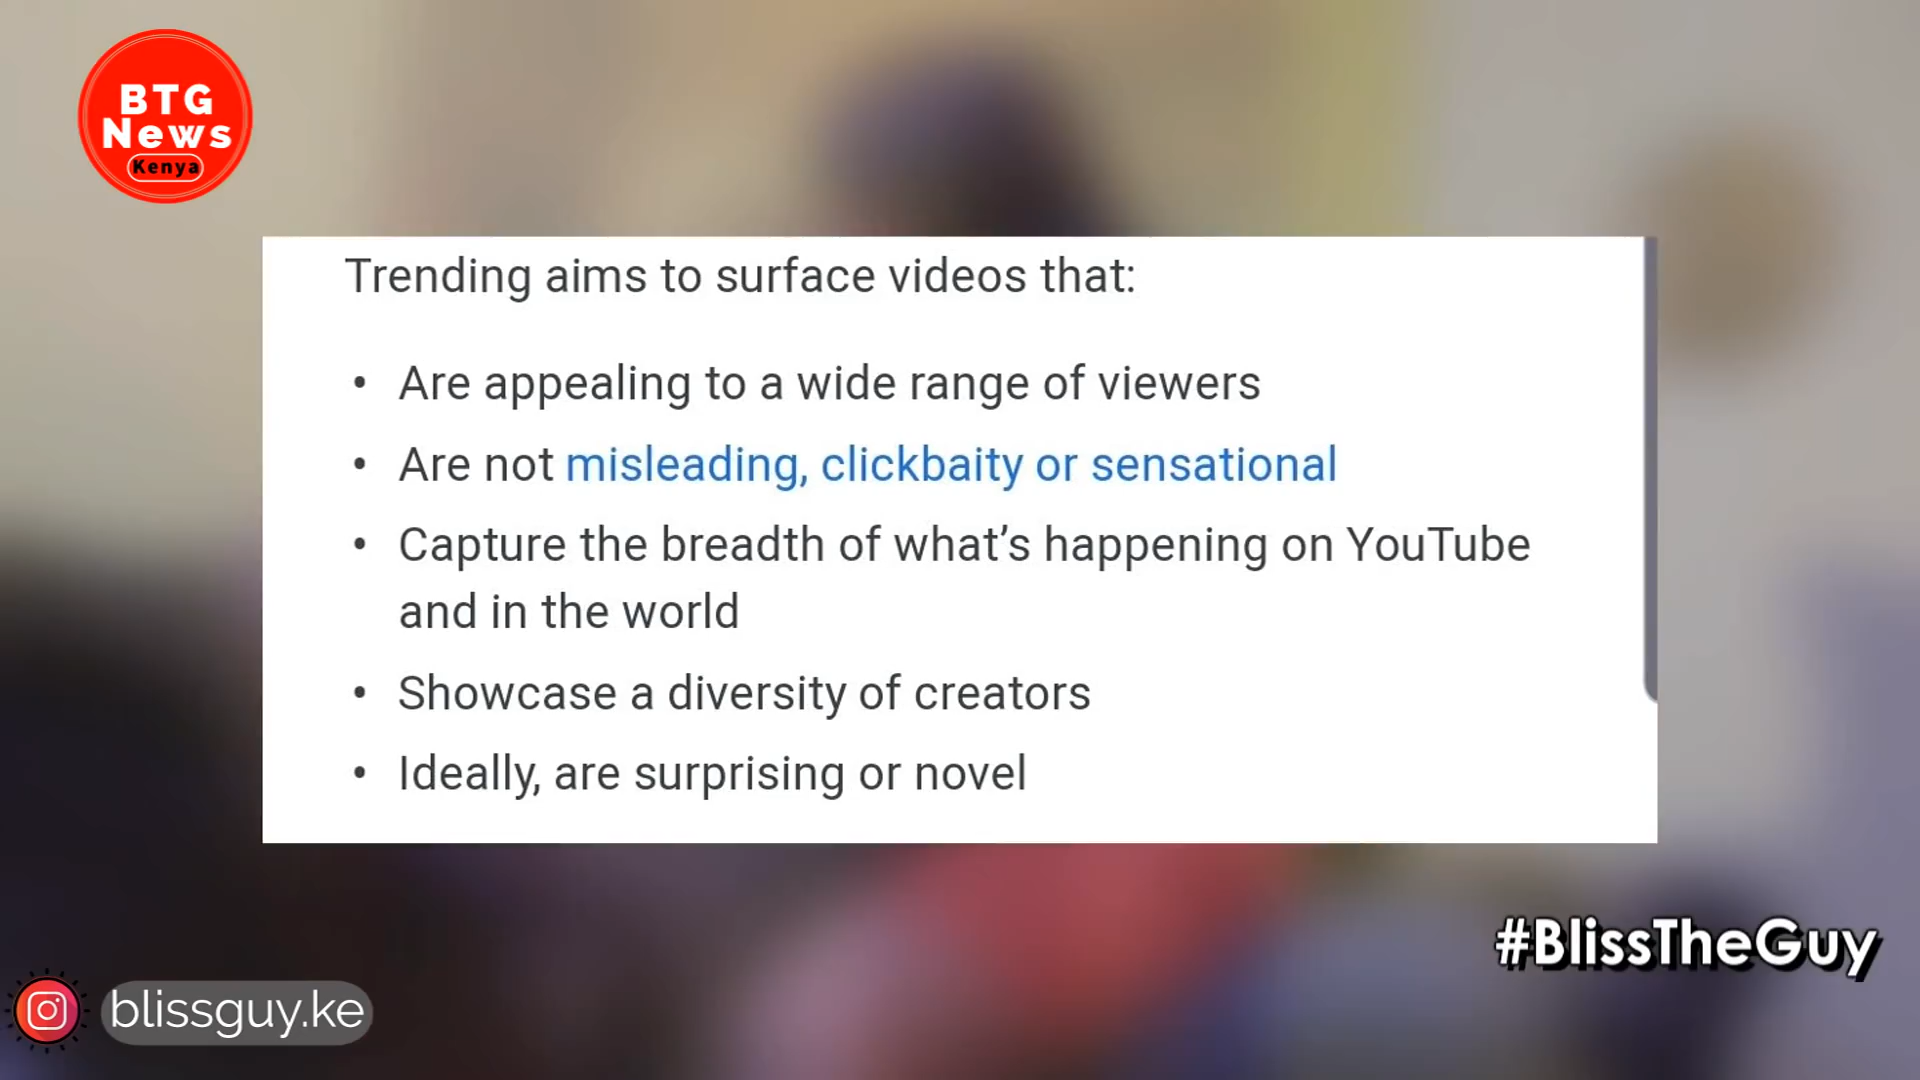 BTG
News
Kenya
Trending aims to surface videos that:
• Are appealing to a wide range of viewers
• Are not misleading, clickbaity or sensational
• Capture the breadth of what’s happening on YouTube
and in the world
• Showcase a diversity of creators
• Ideally, are surprising or novel
#BlissTheGuy
blissguy.ke